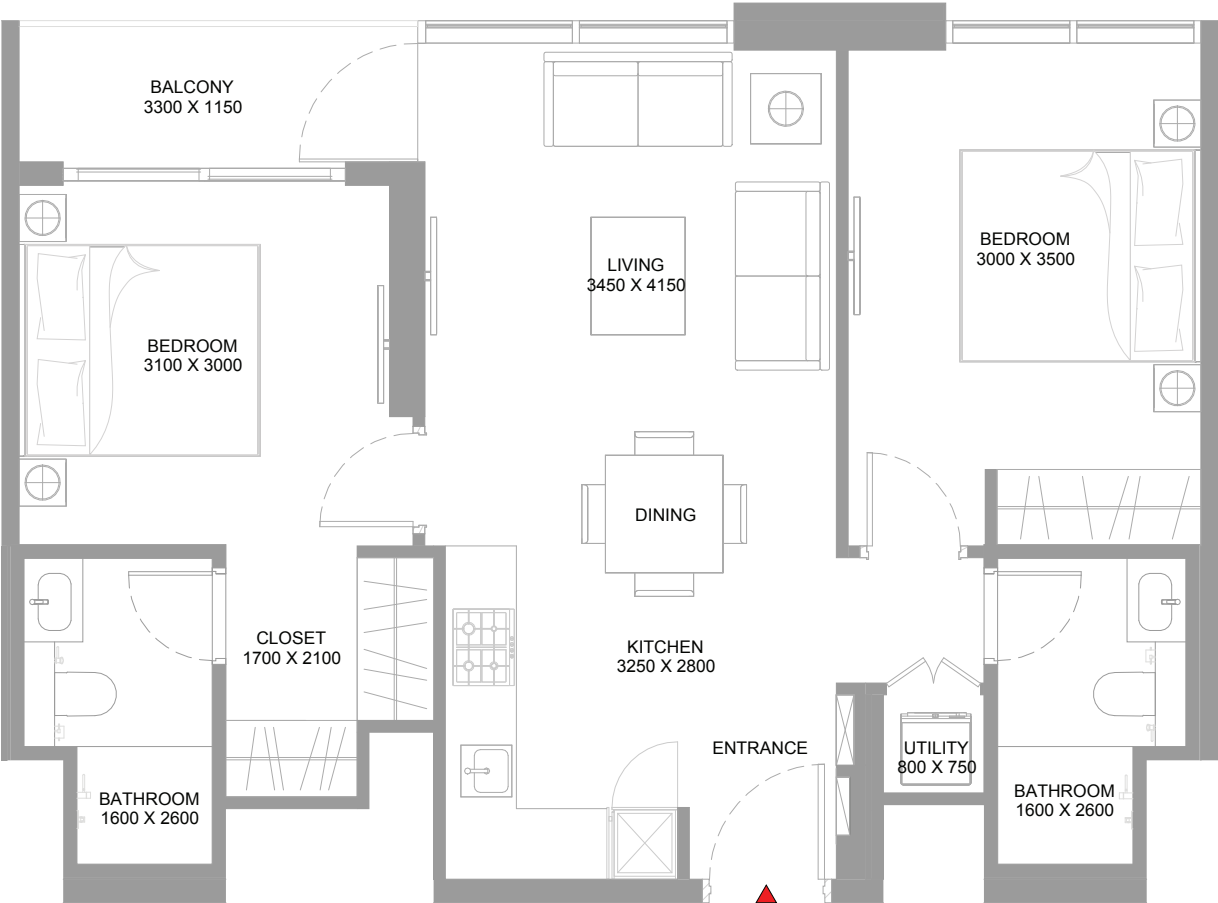 BALCONY
3300 X 1150
LIVING
3450 X 4150
BEDROOM
3000 X 3500
BEDROOM
3100 X 3000
DINING
CLOSET
1700 X 2100
KITCHEN
3250 X 2800
ENTRANCE
UTILITY
800 X 750
BATHROOM
1600 X 2600
BATHROOM
1600 X 2600